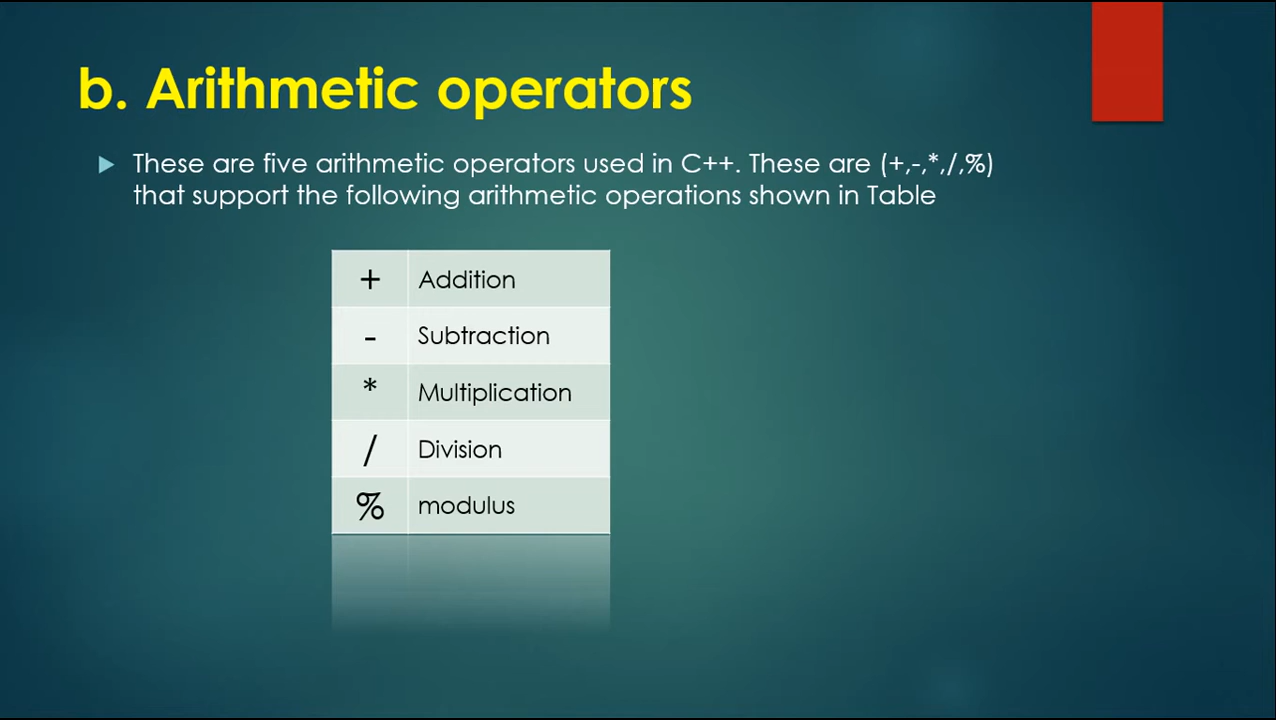 b. Arithmetic operators
These are five arithmetic operators used in C++. These are (+,-,*,/,%)
that support the following arithmetic operations shown in Table
+ Addition
- Subtraction
* Multiplication
/ Division
% modulus